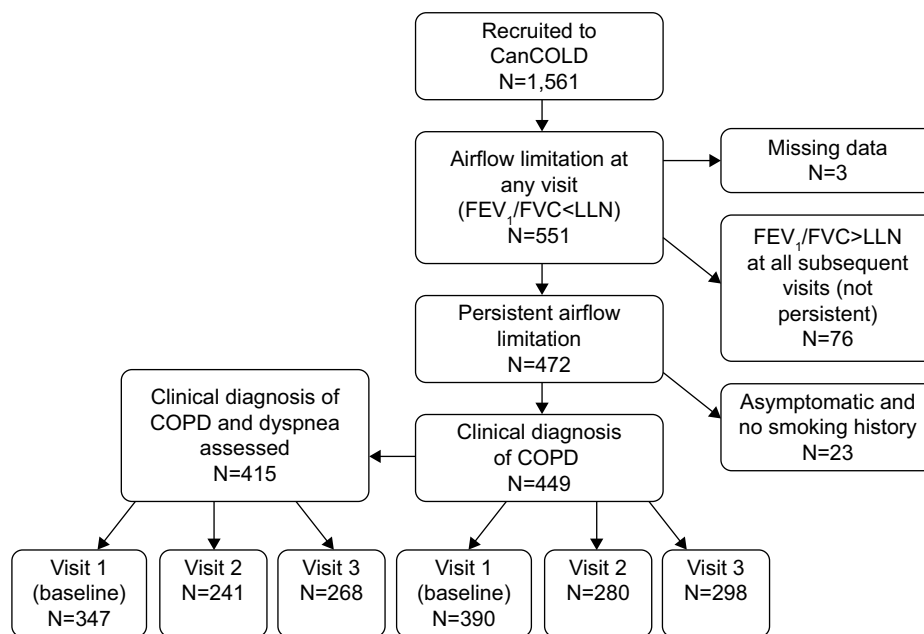 Recruited to
CanCOLD
N=1,561
Airflow limitation at
any visit
(FEV₁/FVC<LLN)
N=551
Missing data
N=3
FEV₁/FVC>LLN
at all subsequent
visits (not
persistent)
N=76
Persistent airflow
limitation
N=472
Asymptomatic and
no smoking history
N=23
Clinical diagnosis of
COPD and dyspnea
assessed
N=415
Clinical diagnosis
of COPD
N=449
Visit 1
(baseline)
N=347
Visit 2
N=241
Visit 3
N=268
Visit 1
(baseline)
N=390
Visit 2
N=280
Visit 3
N=298